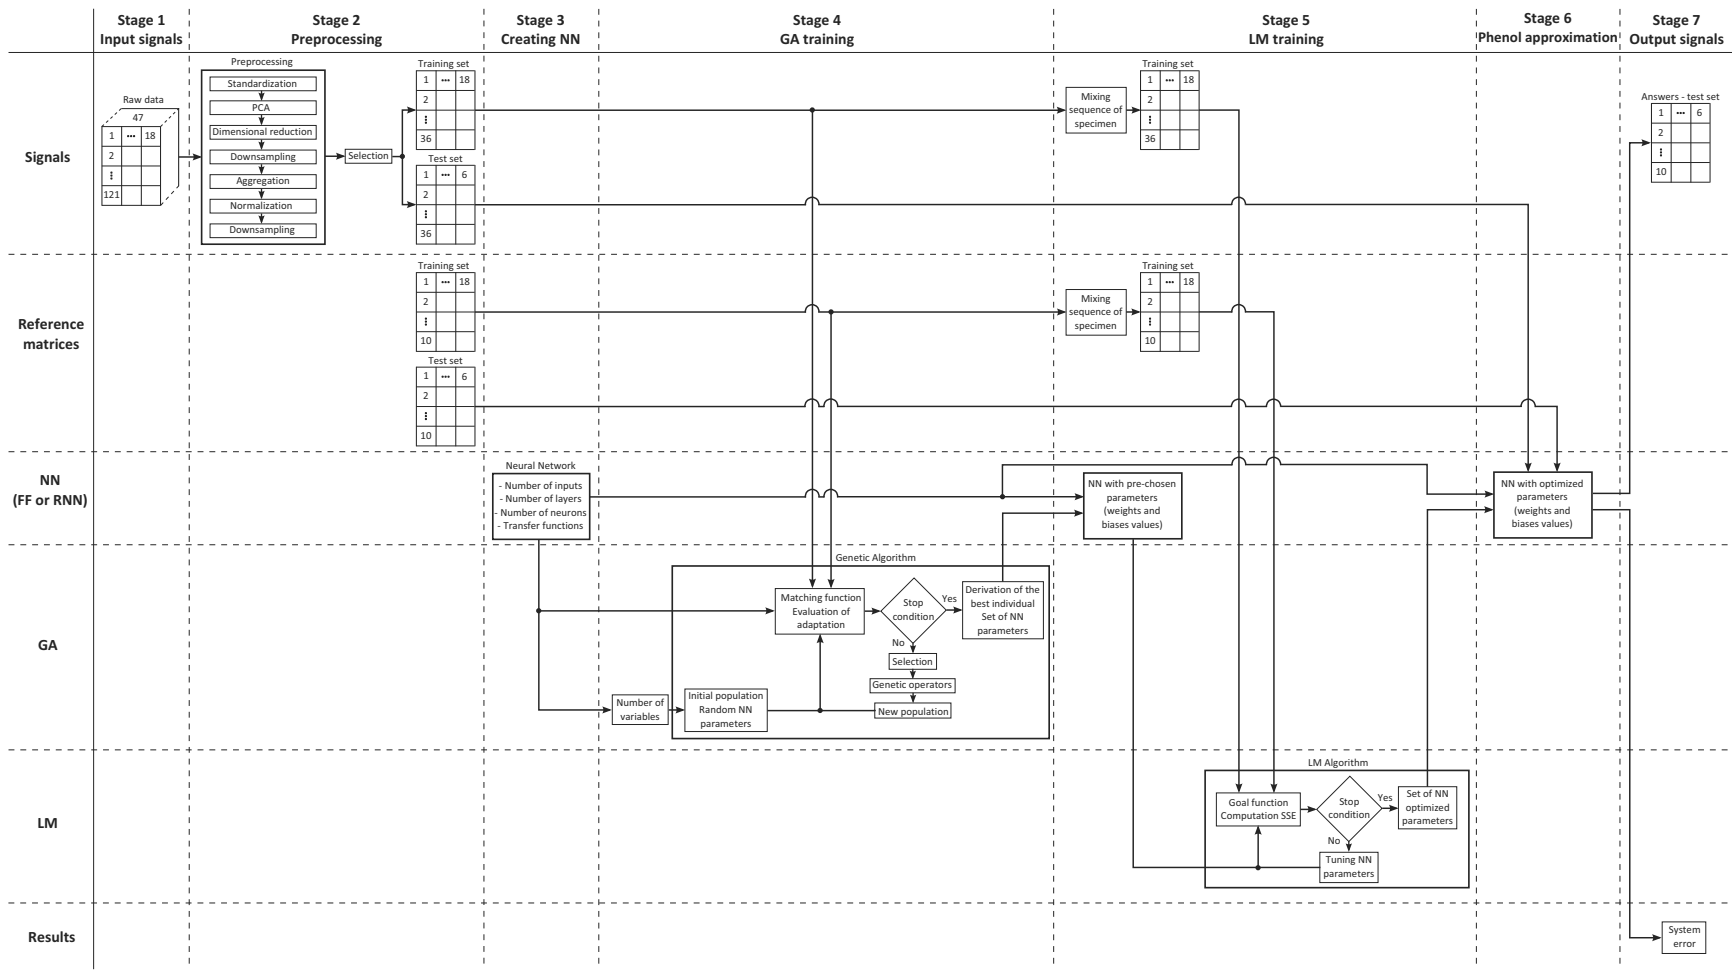 Stage 1
Input signals
Stage 2
Preprocessing
Stage 3
Creating NN
Stage 4
GA training
Stage 5
LM training
Stage 6
Phenol approximation
Stage 7
Output signals
Signals
Raw data
47
1 ••• 18
2
⋮
121
Preprocessing
Standardization
PCA
Dimensional reduction
Downsampling
Aggregation
Normalization
Downsampling
Selection
Training set
1 ••• 18
2
⋮
36
Test set
1 ••• 6
2
⋮
36
Mixing
sequence of
specimen
Training set
1 ••• 18
2
⋮
36
Answers - test set
1 ••• 6
2
⋮
10
Reference
matrices
Training set
1 ••• 18
2
⋮
10
Test set
1 ••• 6
2
⋮
10
Mixing
sequence of
specimen
Training set
1 ••• 18
2
⋮
10
NN
(FF or RNN)
Neural Network
- Number of inputs
- Number of layers
- Number of neurons
- Transfer functions
NN with pre-chosen
parameters
(weights and
biases values)
NN with optimized
parameters
(weights and
biases values)
GA
Genetic Algorithm
Matching function
Evaluation of
adaptation
Stop
condition
Yes
No
Derivation of the
best individual
Set of NN
parameters
Selection
Genetic operators
New population
Number of
variables
Initial population
Random NN
parameters
LM
LM Algorithm
Goal function
Computation SSE
Stop
condition
Yes
No
Set of NN
optimized
parameters
Tuning NN
parameters
Results
System
error